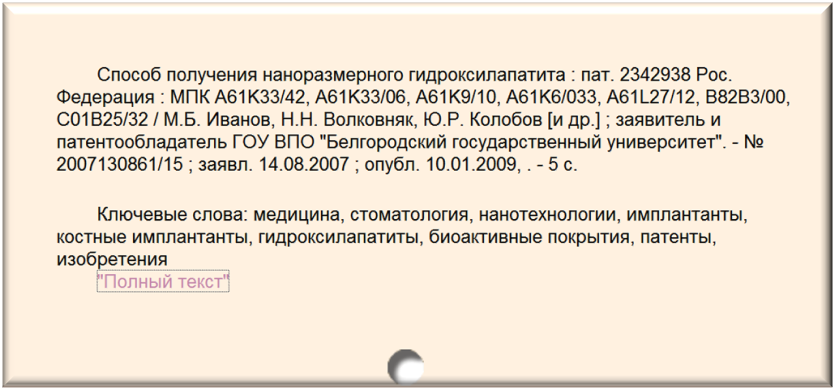 Способ получения наноразмерного гидроксилапатита : пат. 2342938 Рос.
Федерация : МПК A61K33/42, A61K33/06, A61K9/10, A61K6/033, A61L27/12, B82B3/00,
C01B25/32 / М.Б. Иванов, Н.Н. Волковняк, Ю.Р. Колобов [и др.] ; заявитель и
патентообладатель ГОУ ВПО "Белгородский государственный университет". - №
2007130861/15 ; заявл. 14.08.2007 ; опубл. 10.01.2009, . - 5 с.
Ключевые слова: медицина, стоматология, нанотехнологии, имплантанты,
костные имплантанты, гидроксилапатиты, биоактивные покрытия, патенты,
изобретения
"Полный текст"